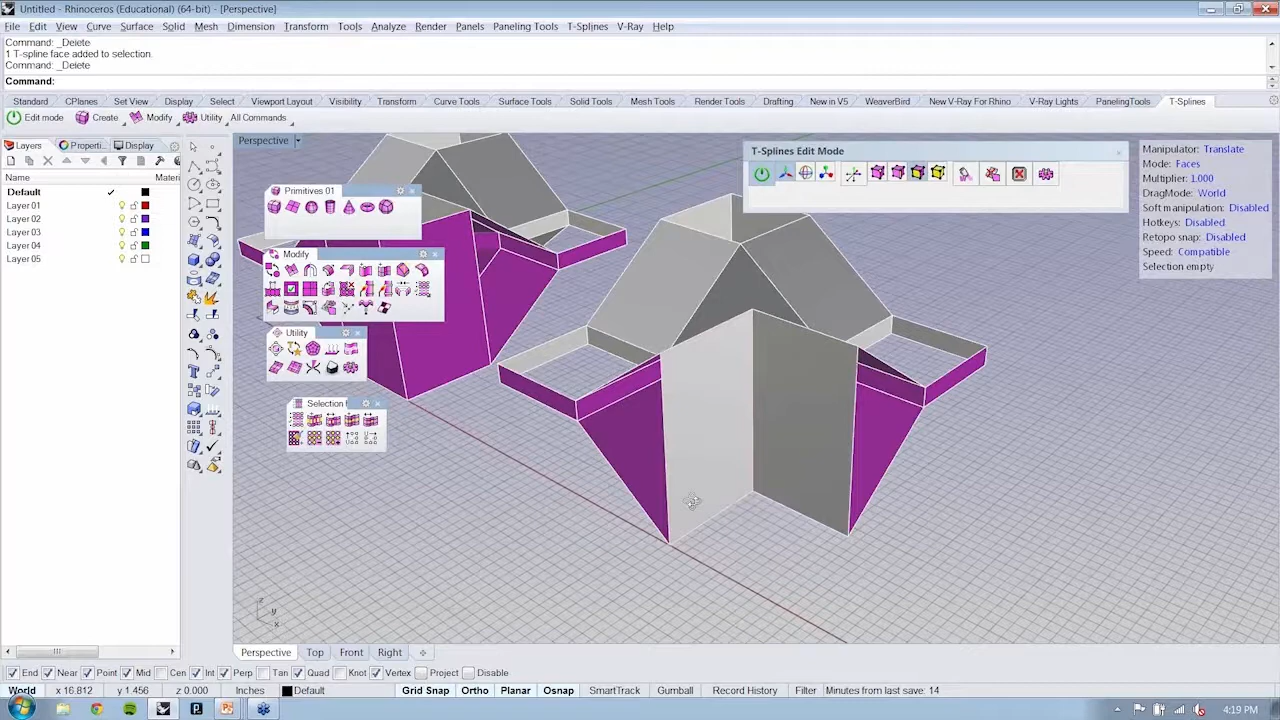 Untitled - Rhinoceros (Educational) (64-bit) - [Perspective]
File Edit View Curve Surface Solid Mesh Dimension Transform Tools Analyze Render Panels Paneling Tools T-Splines V-Ray Help
Command: _Delete
1 T-spline face added to selection.
Command: _Delete
Command:
Standard CPlanes Set View Display Select Viewport Layout Visibility Transform Curve Tools Surface Tools Solid Tools Mesh Tools Render Tools Drafting New in V5 WeaverBird New V-Ray For Rhino V-Ray Lights PanelingTools T-Splines
Edit mode Create Modify Utility All Commands
Layers Properti... Display
Name Materi
Default
Layer 01
Layer 02
Layer 03
Layer 04
Layer 05
Perspective
Primitives 01
Modify
Utility
Selection
T-Splines Edit Mode
Manipulator: Translate
Mode: Faces
Multiplier: 1.000
DragMode: World
Soft manipulation: Disabled
Hotkeys: Disabled
Retopo snap: Disabled
Speed: Compatible
Selection empty
z
y
x
Perspective Top Front Right
End Near Point Mid Cen Int Perp Tan Quad Knot Vertex Project Disable
World x 16.812 y 1.456 z 0.000 Inches Default Grid Snap Ortho Planar Osnap SmartTrack Gumball Record History Filter Minutes from last save: 14
4:19 PM